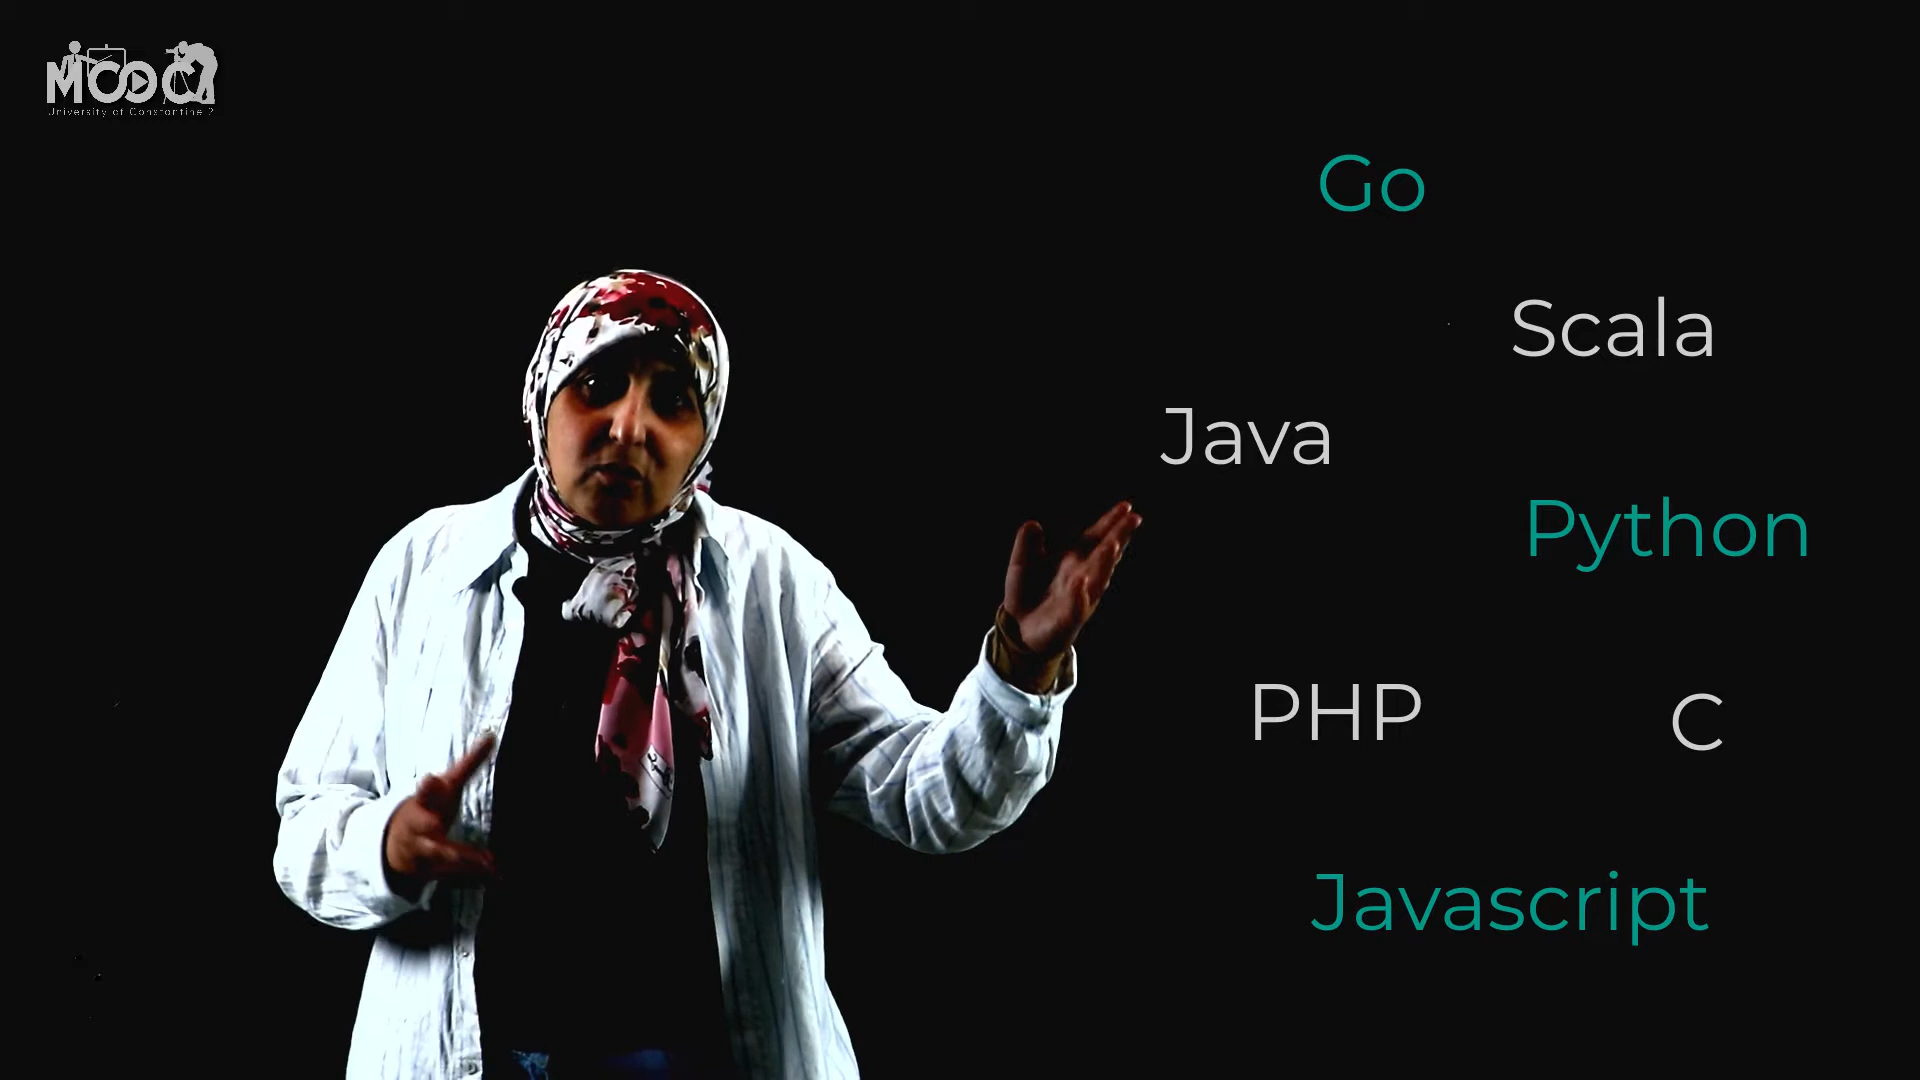 MOOC
University of Constantine 2
Go
Scala
Java
Python
PHP
C
Javascript